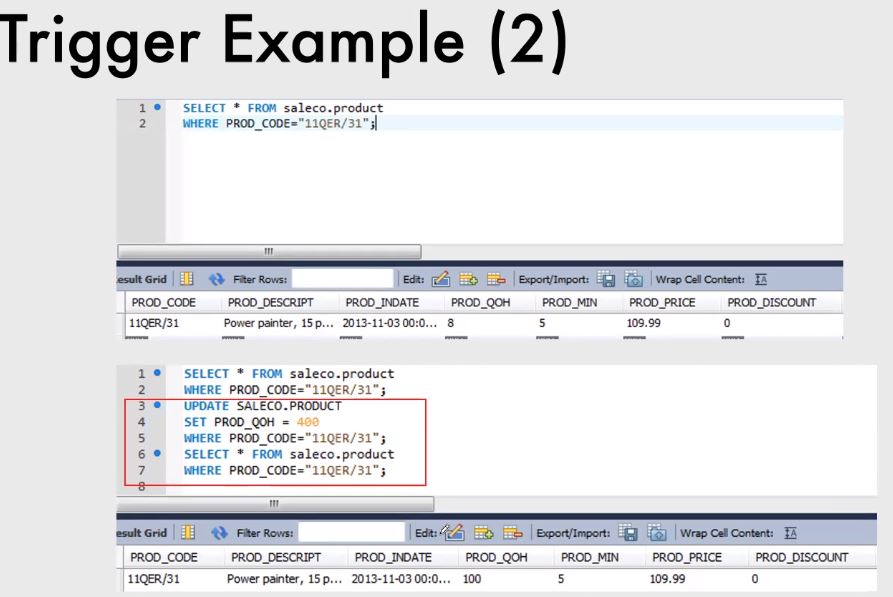 Trigger Example (2)
1 SELECT * FROM saleco.product
2 WHERE PROD_CODE="11QER/31";
esult Grid Filter Rows: Edit: Export/Import: Wrap Cell Content: IA
PROD_CODE PROD_DESCRIPT PROD_INDATE PROD_QOH PROD_MIN PROD_PRICE PROD_DISCOUNT
11QER/31 Power painter, 15 p... 2013-11-03 00:0... 8 5 109.99 0
1 SELECT * FROM saleco.product
2 WHERE PROD_CODE="11QER/31";
3 UPDATE SALECO.PRODUCT
4 SET PROD_QOH = 400
5 WHERE PROD_CODE="11QER/31";
6 SELECT * FROM saleco.product
7 WHERE PROD_CODE="11QER/31";
8
esult Grid Filter Rows: Edit: Export/Import: Wrap Cell Content: IA
PROD_CODE PROD_DESCRIPT PROD_INDATE PROD_QOH PROD_MIN PROD_PRICE PROD_DISCOUNT
11QER/31 Power painter, 15 p... 2013-11-03 00:0... 100 5 109.99 0